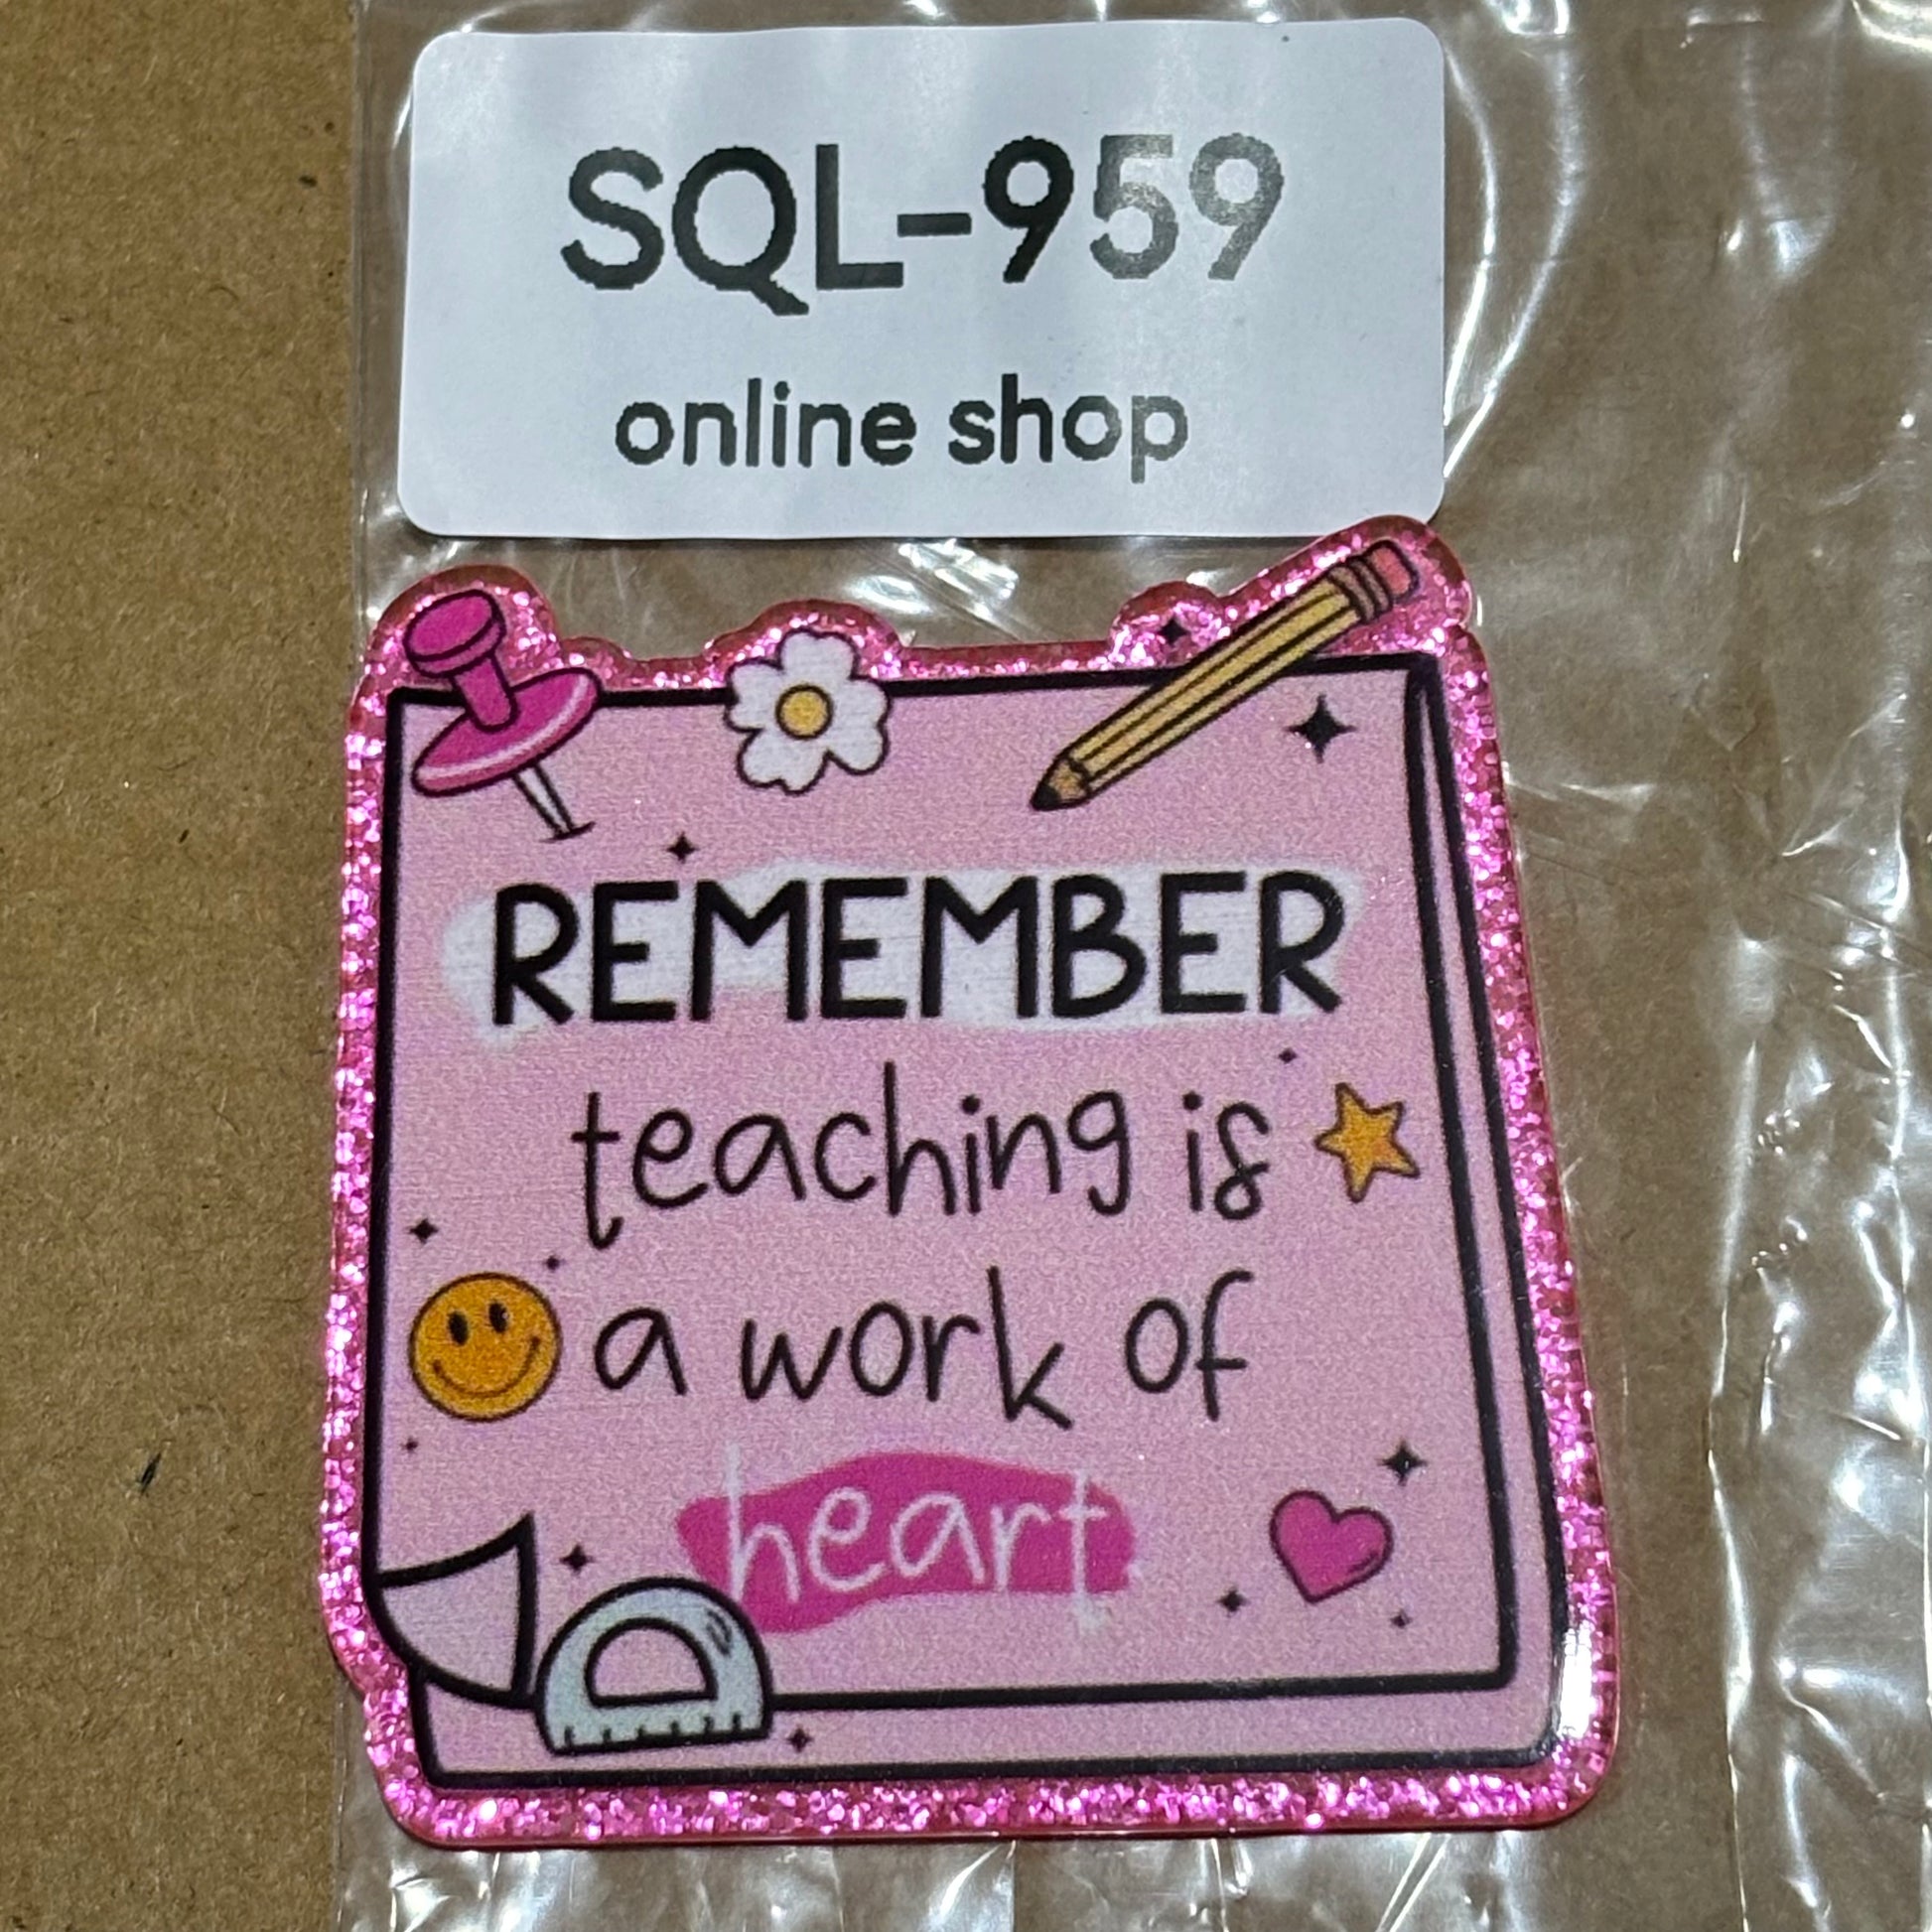 SQL-959
online shop
REMEMBER
teaching is
a work of
heart